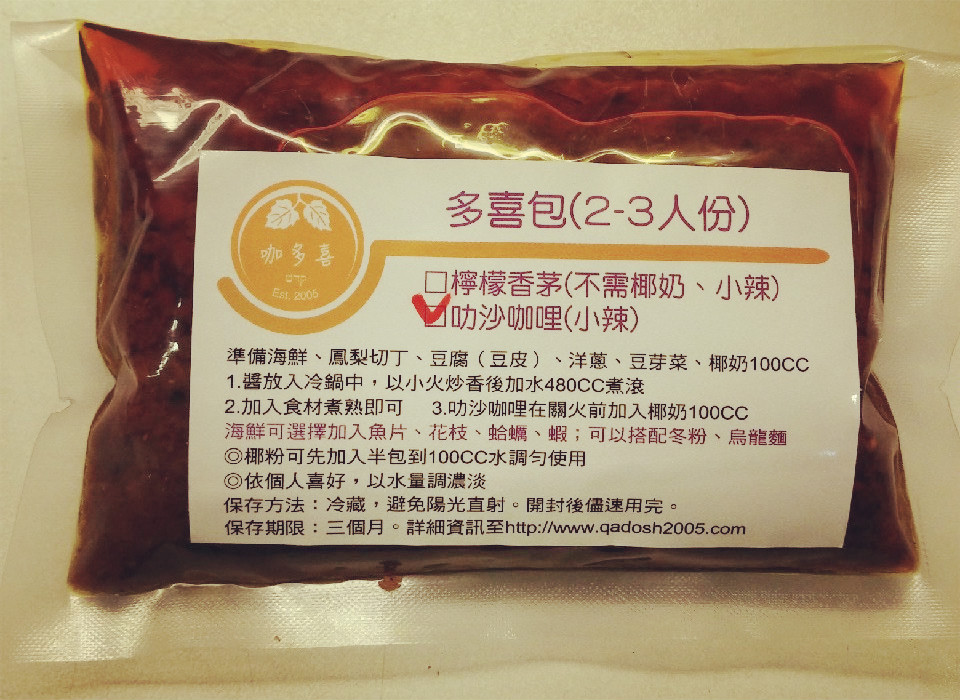 咖多喜
קדש
Est. 2005
多喜包(2-3人份)
□檸檬香茅(不需椰奶、小辣)
☑叻沙咖哩(小辣)
準備海鮮、鳳梨切丁、豆腐（豆皮）、洋蔥、豆芽菜、椰奶100CC
1.醬放入冷鍋中，以小火炒香後加水480CC煮滾
2.加入食材煮熟即可 3.叻沙咖哩在關火前加入椰奶100CC
海鮮可選擇加入魚片、花枝、蛤蠣、蝦；可以搭配冬粉、烏龍麵
◎椰粉可先加入半包到100CC水調勻使用
◎依個人喜好，以水量調濃淡
保存方法：冷藏，避免陽光直射。開封後儘速用完。
保存期限：三個月。詳細資訊至http://www.qadosh2005.com